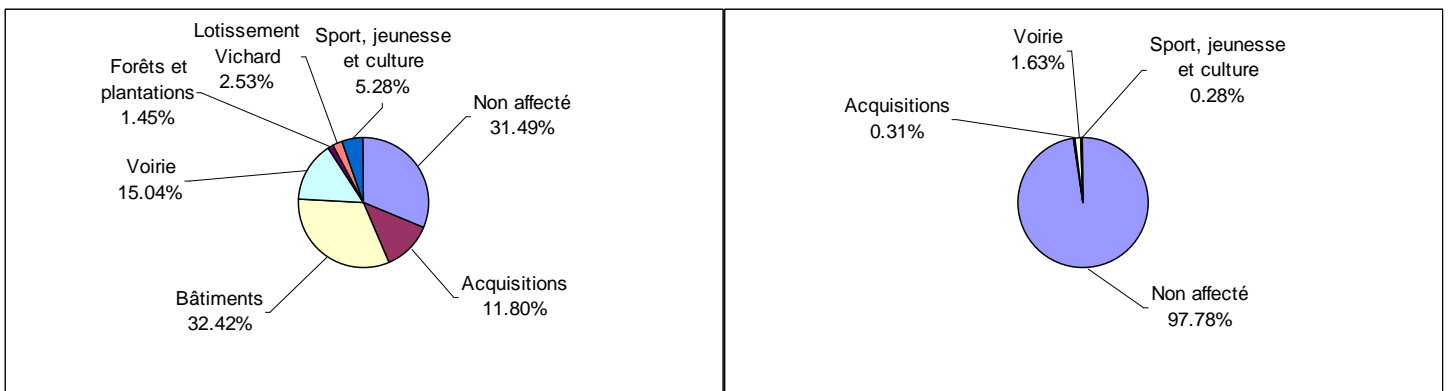 Lotissement
Vichard
2.53%
Sport, jeunesse
et culture
5.28%
Forêts et
plantations
1.45%
Non affecté
31.49%
Voirie
15.04%
Acquisitions
11.80%
Bâtiments
32.42%
Voirie
1.63%
Sport, jeunesse
et culture
0.28%
Acquisitions
0.31%
Non affecté
97.78%